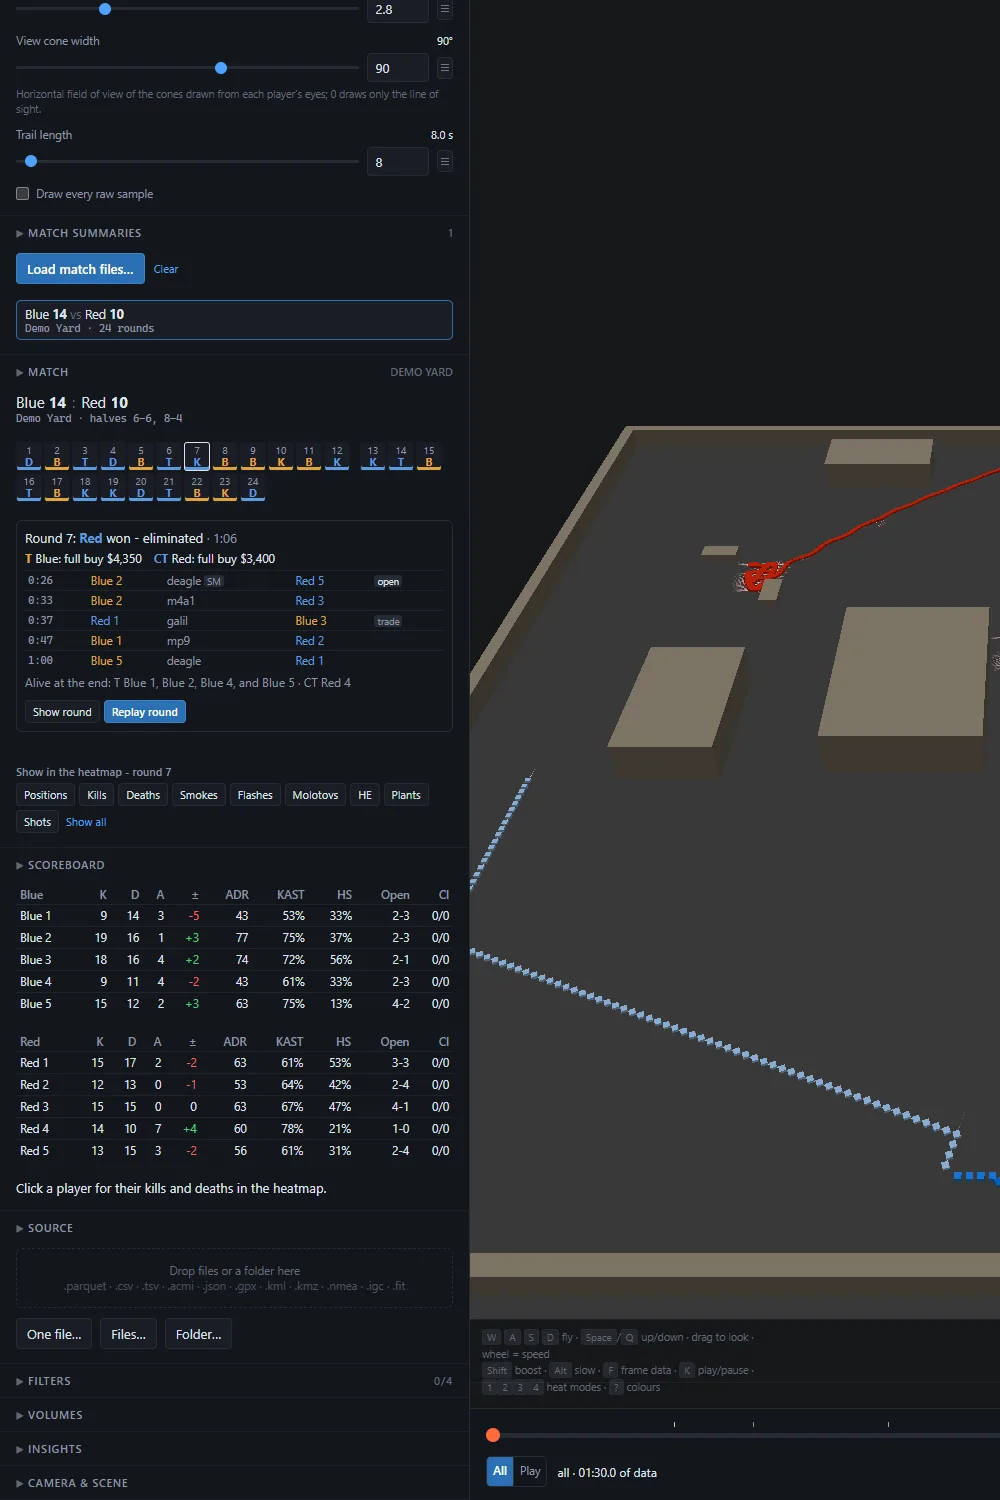 2.8
View cone width 90°
90
Horizontal field of view of the cones drawn from each player's eyes; 0 draws only the line of
sight.
Trail length 8.0 s
8
Draw every raw sample
MATCH SUMMARIES 1
Load match files... Clear
Blue 14 vs Red 10
Demo Yard · 24 rounds
MATCH DEMO YARD
Blue 14 : Red 10
Demo Yard · halves 6–6, 8–4
1 2 3 4 5 6 7 8 9 10 11 12 13 14 15
D B T D B T K B B K B K K T B
16 17 18 19 20 21 22 23 24
T B K K D T B K D
Round 7: Red won - eliminated · 1:06
T Blue: full buy $4,350 CT Red: full buy $3,400
0:26 Blue 2 deagle SM Red 5 open
0:33 Blue 2 m4a1 Red 3
0:37 Red 1 galil Blue 3 trade
0:47 Blue 1 mp9 Red 2
1:00 Blue 5 deagle Red 1
Alive at the end: T Blue 1, Blue 2, Blue 4, and Blue 5 · CT Red 4
Show round Replay round
Show in the heatmap - round 7
Positions Kills Deaths Smokes Flashes Molotovs HE Plants
Shots Show all
SCOREBOARD
Blue K D A ± ADR KAST HS Open Cl
Blue 1 9 14 3 -5 43 53% 33% 2-3 0/0
Blue 2 19 16 1 +3 77 75% 37% 2-3 0/0
Blue 3 18 16 4 +2 74 72% 56% 2-1 0/0
Blue 4 9 11 4 -2 43 61% 33% 2-3 0/0
Blue 5 15 12 2 +3 63 75% 13% 4-2 0/0
Red K D A ± ADR KAST HS Open Cl
Red 1 15 17 2 -2 63 61% 53% 3-3 0/0
Red 2 12 13 0 -1 53 64% 42% 2-4 0/0
Red 3 15 15 0 0 63 67% 47% 4-1 0/0
Red 4 14 10 7 +4 60 78% 21% 1-0 0/0
Red 5 13 15 3 -2 56 61% 31% 2-4 0/0
Click a player for their kills and deaths in the heatmap.
SOURCE
Drop files or a folder here
.parquet · .csv · .tsv · .acmi · .json · .gpx · .kml · .kmz · .nmea · .igc · .fit
One file... Files... Folder...
FILTERS 0/4
VOLUMES
INSIGHTS
CAMERA & SCENE
W A S D fly · Space/Q up/down · drag to look ·
wheel = speed
Shift boost · Alt slow · F frame data · K play/pause ·
1 2 3 4 heat modes · ? colours
All Play all · 01:30.0 of data